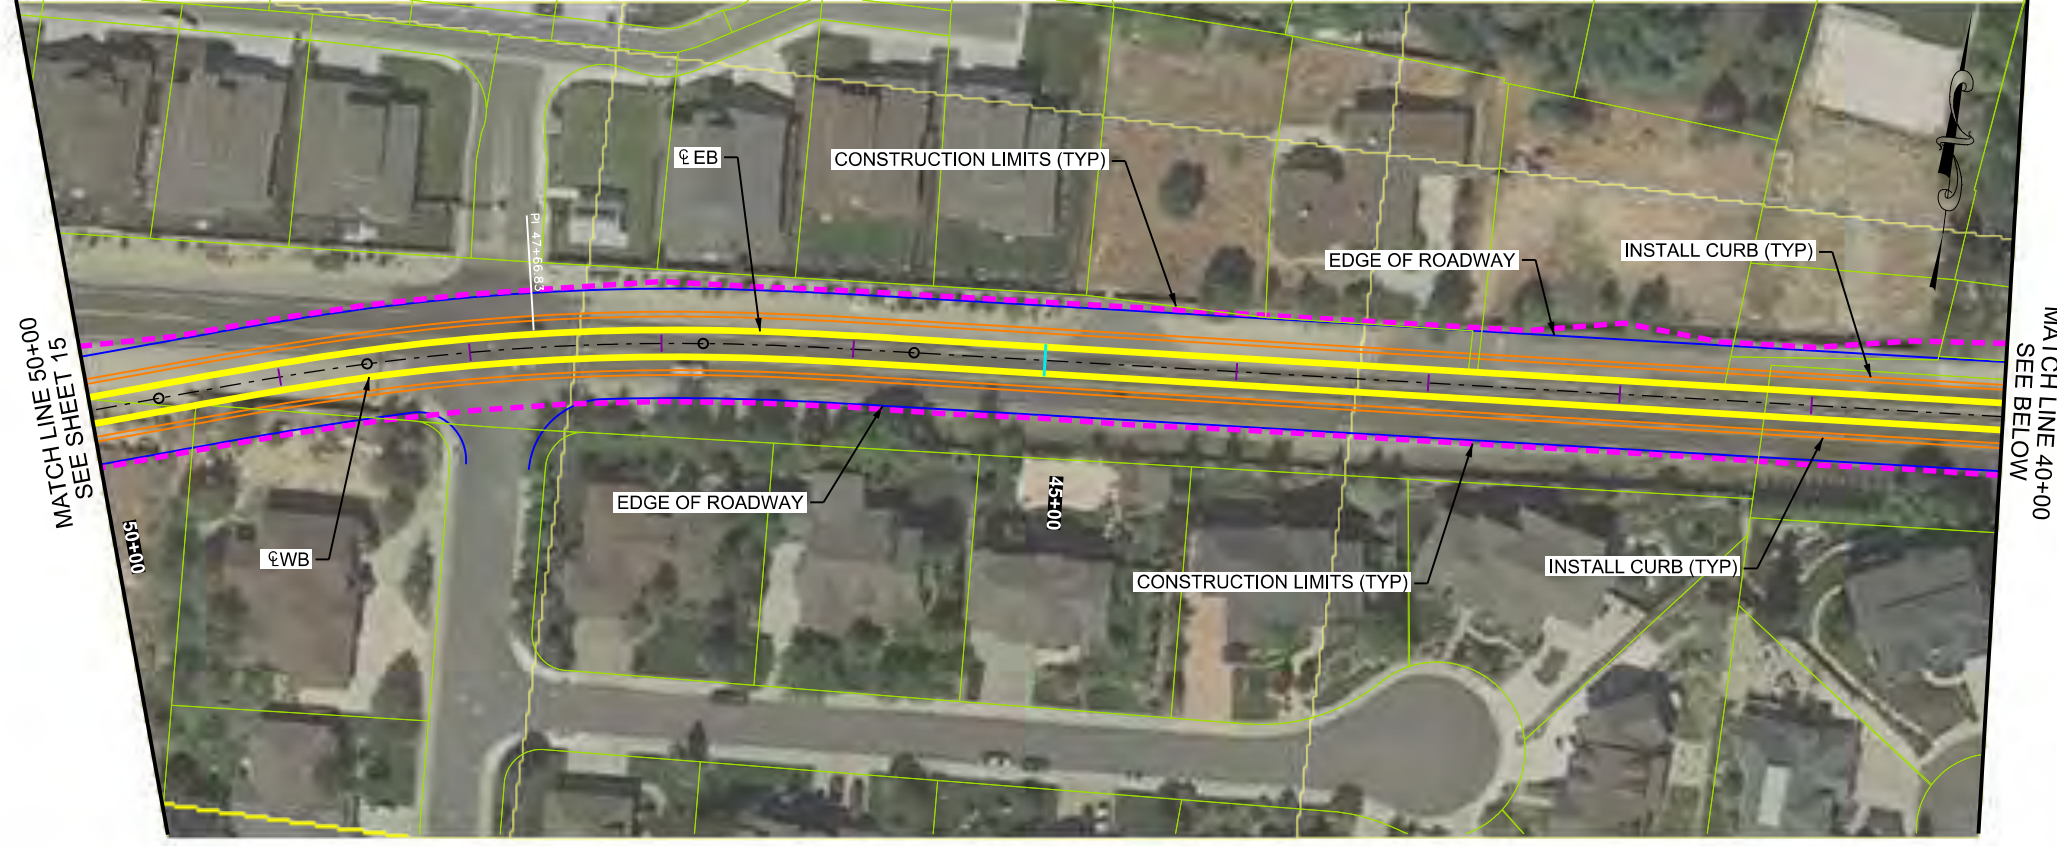 ℄ EB
CONSTRUCTION LIMITS (TYP)
EDGE OF ROADWAY
INSTALL CURB (TYP)
PI 47+66.83
MATCH LINE 50+00
SEE SHEET 15
MATCH LINE 40+00
SEE BELOW
50+00
℄WB
EDGE OF ROADWAY
45+00
CONSTRUCTION LIMITS (TYP)
INSTALL CURB (TYP)